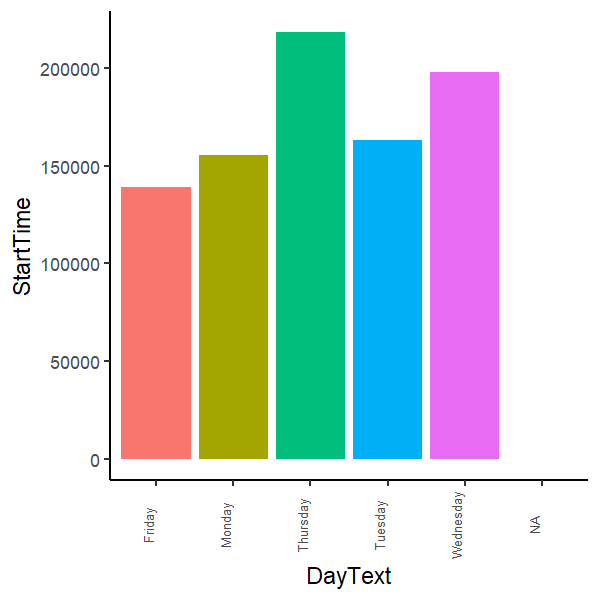 StartTime
200000
150000
100000
50000
0
Friday
Monday
Thursday
Tuesday
Wednesday
NA
DayText